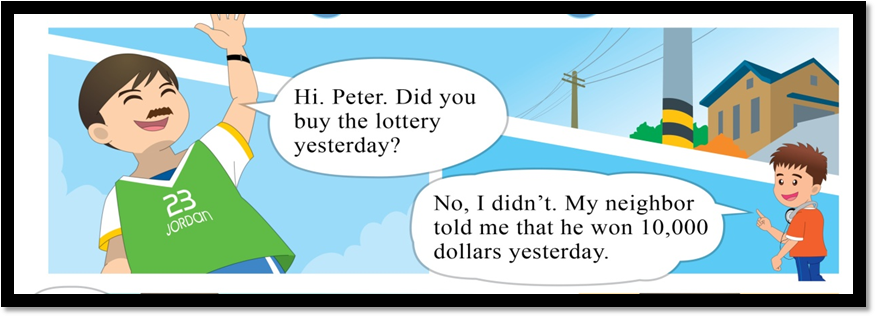 Hi. Peter. Did you
buy the lottery
yesterday?
23
JORDAN
No, I didn't. My neighbor
told me that he won 10,000
dollars yesterday.